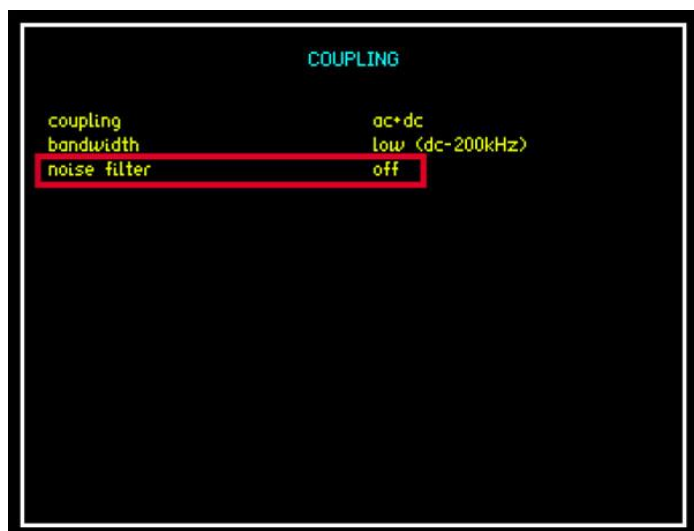 COUPLING
coupling ac+dc
bandwidth low (dc-200kHz)
noise filter off